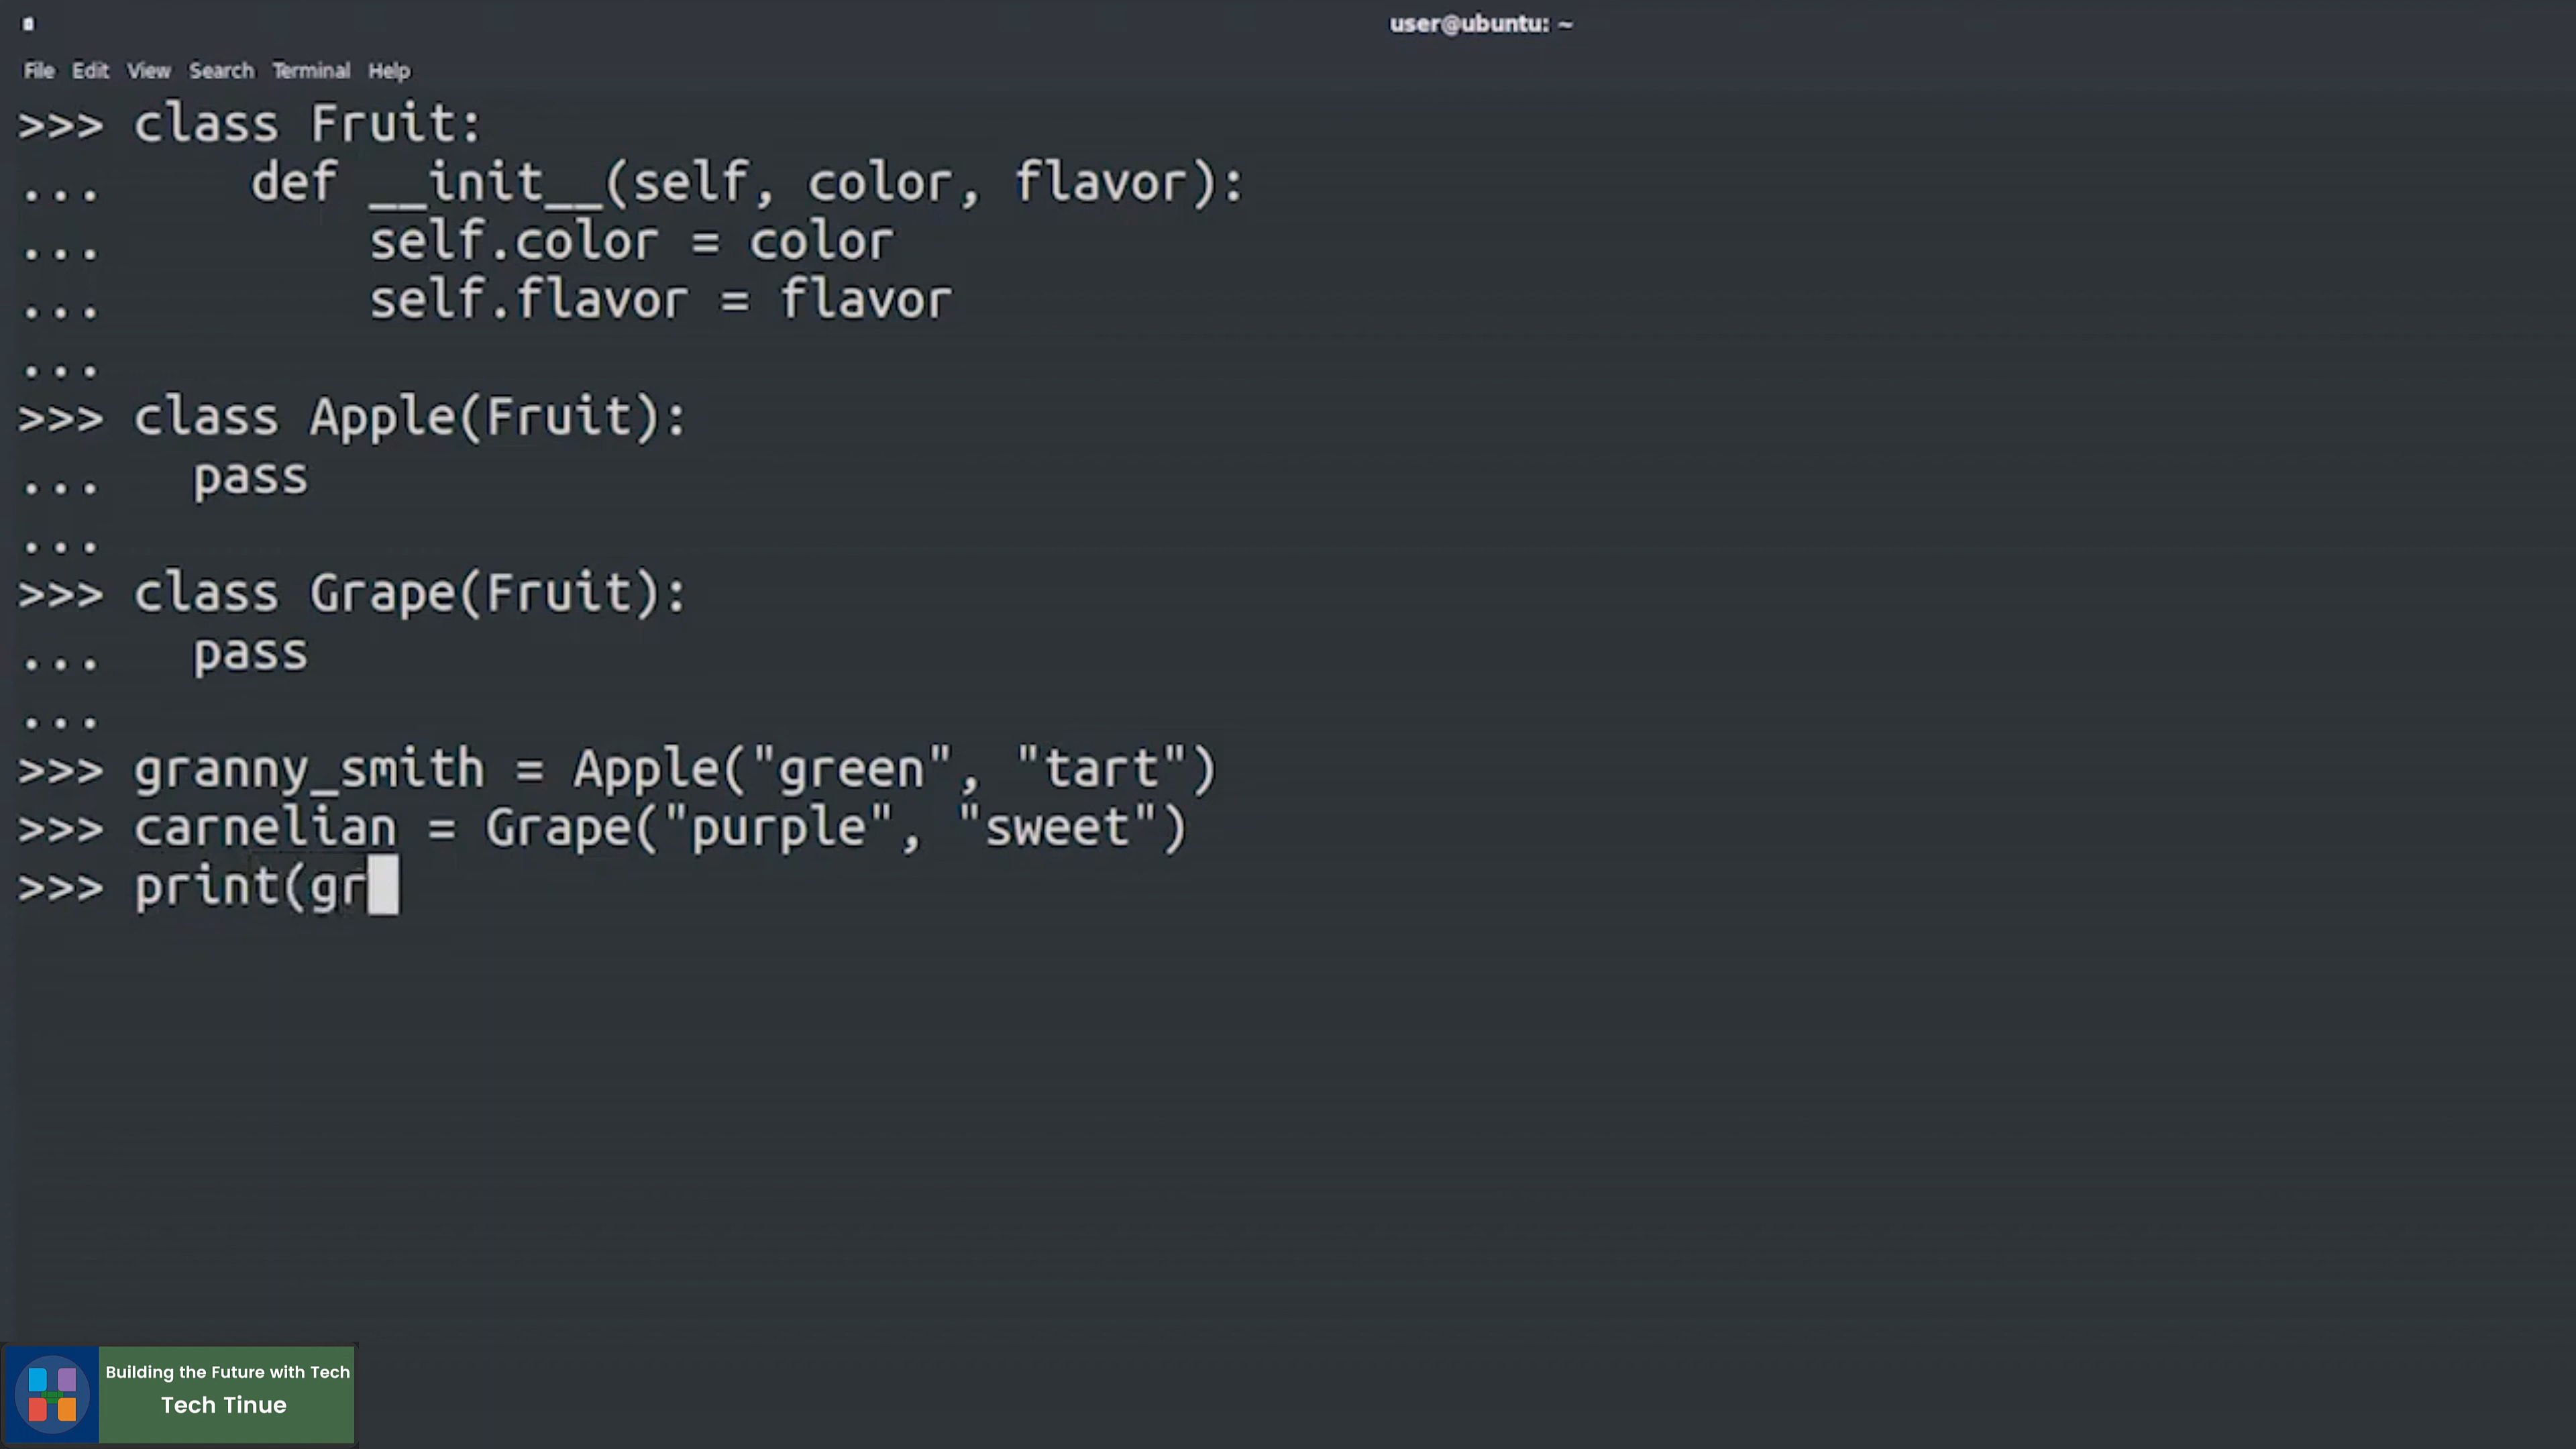 user@ubuntu: ~
File Edit View Search Terminal Help
>>> class Fruit:
...     def __init__(self, color, flavor):
...         self.color = color
...         self.flavor = flavor
...
>>> class Apple(Fruit):
...   pass
...
>>> class Grape(Fruit):
...   pass
...
>>> granny_smith = Apple("green", "tart")
>>> carnelian = Grape("purple", "sweet")
>>> print(gr
Building the Future with Tech
Tech Tinue